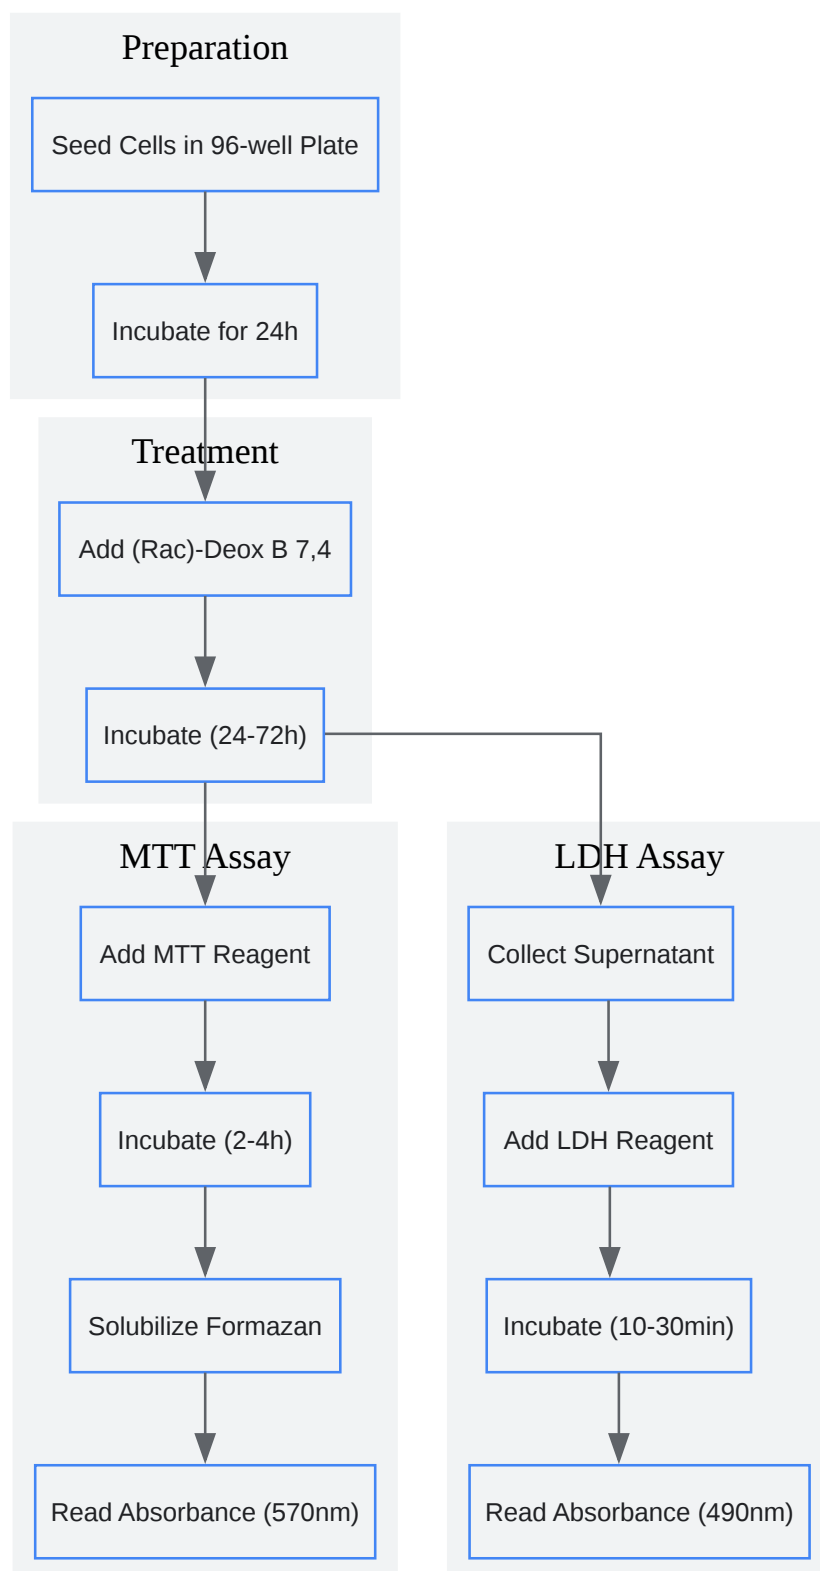 Preparation
Seed Cells in 96-well Plate
Incubate for 24h
Treatment
Add (Rac)-Deox B 7,4
Incubate (24-72h)
MTT Assay
Add MTT Reagent
Incubate (2-4h)
Solubilize Formazan
Read Absorbance (570nm)
LDH Assay
Collect Supernatant
Add LDH Reagent
Incubate (10-30min)
Read Absorbance (490nm)